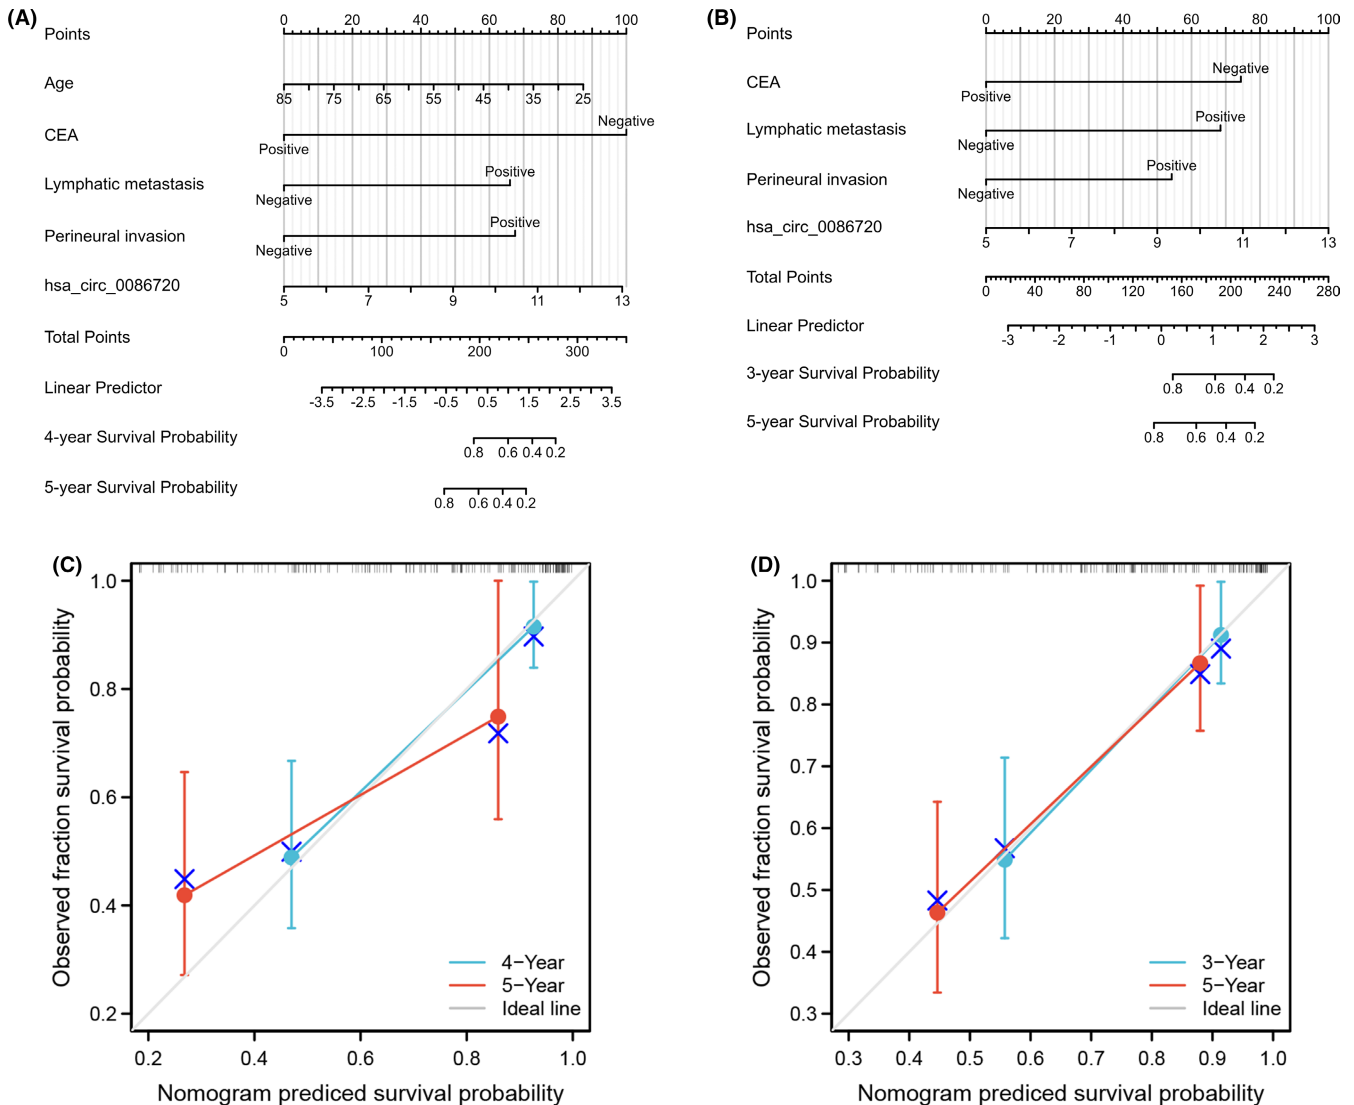 (A)
Points
0 20 40 60 80 100
Age
85 75 65 55 45 35 25
CEA
Negative
Positive
Lymphatic metastasis
Positive
Negative
Perineural invasion
Positive
Negative
hsa_circ_0086720
5 7 9 11 13
Total Points
0 100 200 300
Linear Predictor
-3.5 -2.5 -1.5 -0.5 0.5 1.5 2.5 3.5
4-year Survival Probability
0.8 0.6 0.4 0.2
5-year Survival Probability
0.8 0.6 0.4 0.2
(B)
Points
0 20 40 60 80 100
CEA
Negative
Positive
Lymphatic metastasis
Positive
Negative
Perineural invasion
Positive
Negative
hsa_circ_0086720
5 7 9 11 13
Total Points
0 40 80 120 160 200 240 280
Linear Predictor
-3 -2 -1 0 1 2 3
3-year Survival Probability
0.8 0.6 0.4 0.2
5-year Survival Probability
0.8 0.6 0.4 0.2
(C)
Observed fraction survival probability
1.0
0.8
0.6
0.4
0.2
4−Year
5−Year
Ideal line
0.2 0.4 0.6 0.8 1.0
Nomogram prediced survival probability
(D)
Observed fraction survival probability
1.0
0.9
0.8
0.7
0.6
0.5
0.4
0.3
3−Year
5−Year
Ideal line
0.3 0.4 0.5 0.6 0.7 0.8 0.9 1.0
Nomogram prediced survival probability